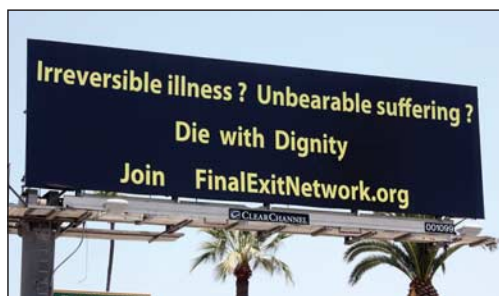 Irreversible illness ? Unbearable suffering ?
Die with Dignity
Join FinalExitNetwork.org
CLEARCHANNEL
001099